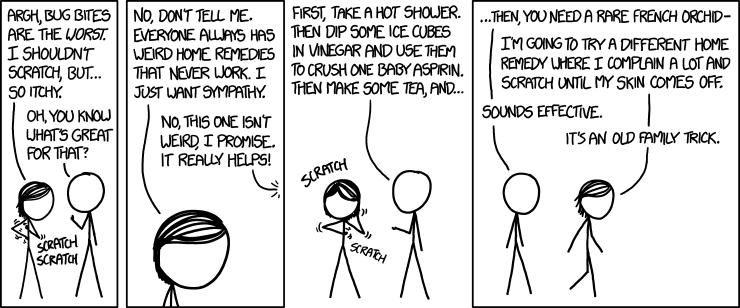 ARGH, BUG BITES
ARE THE WORST.
I SHOULDN'T
SCRATCH, BUT...
SO ITCHY.
OH, YOU KNOW
WHAT'S GREAT
FOR THAT?
SCRATCH
SCRATCH
NO, DON'T TELL ME.
EVERYONE ALWAYS HAS
WEIRD HOME REMEDIES
THAT NEVER WORK. I
JUST WANT SYMPATHY.
NO, THIS ONE ISN'T
WEIRD, I PROMISE.
IT REALLY HELPS!
FIRST, TAKE A HOT SHOWER.
THEN DIP SOME ICE CUBES
IN VINEGAR AND USE THEM
TO CRUSH ONE BABY ASPIRIN.
THEN MAKE SOME TEA, AND...
SCRATCH
SCRATCH
...THEN, YOU NEED A RARE FRENCH ORCHID–
I'M GOING TO TRY A DIFFERENT HOME
REMEDY WHERE I COMPLAIN A LOT AND
SCRATCH UNTIL MY SKIN COMES OFF.
SOUNDS EFFECTIVE.
IT'S AN OLD FAMILY TRICK.